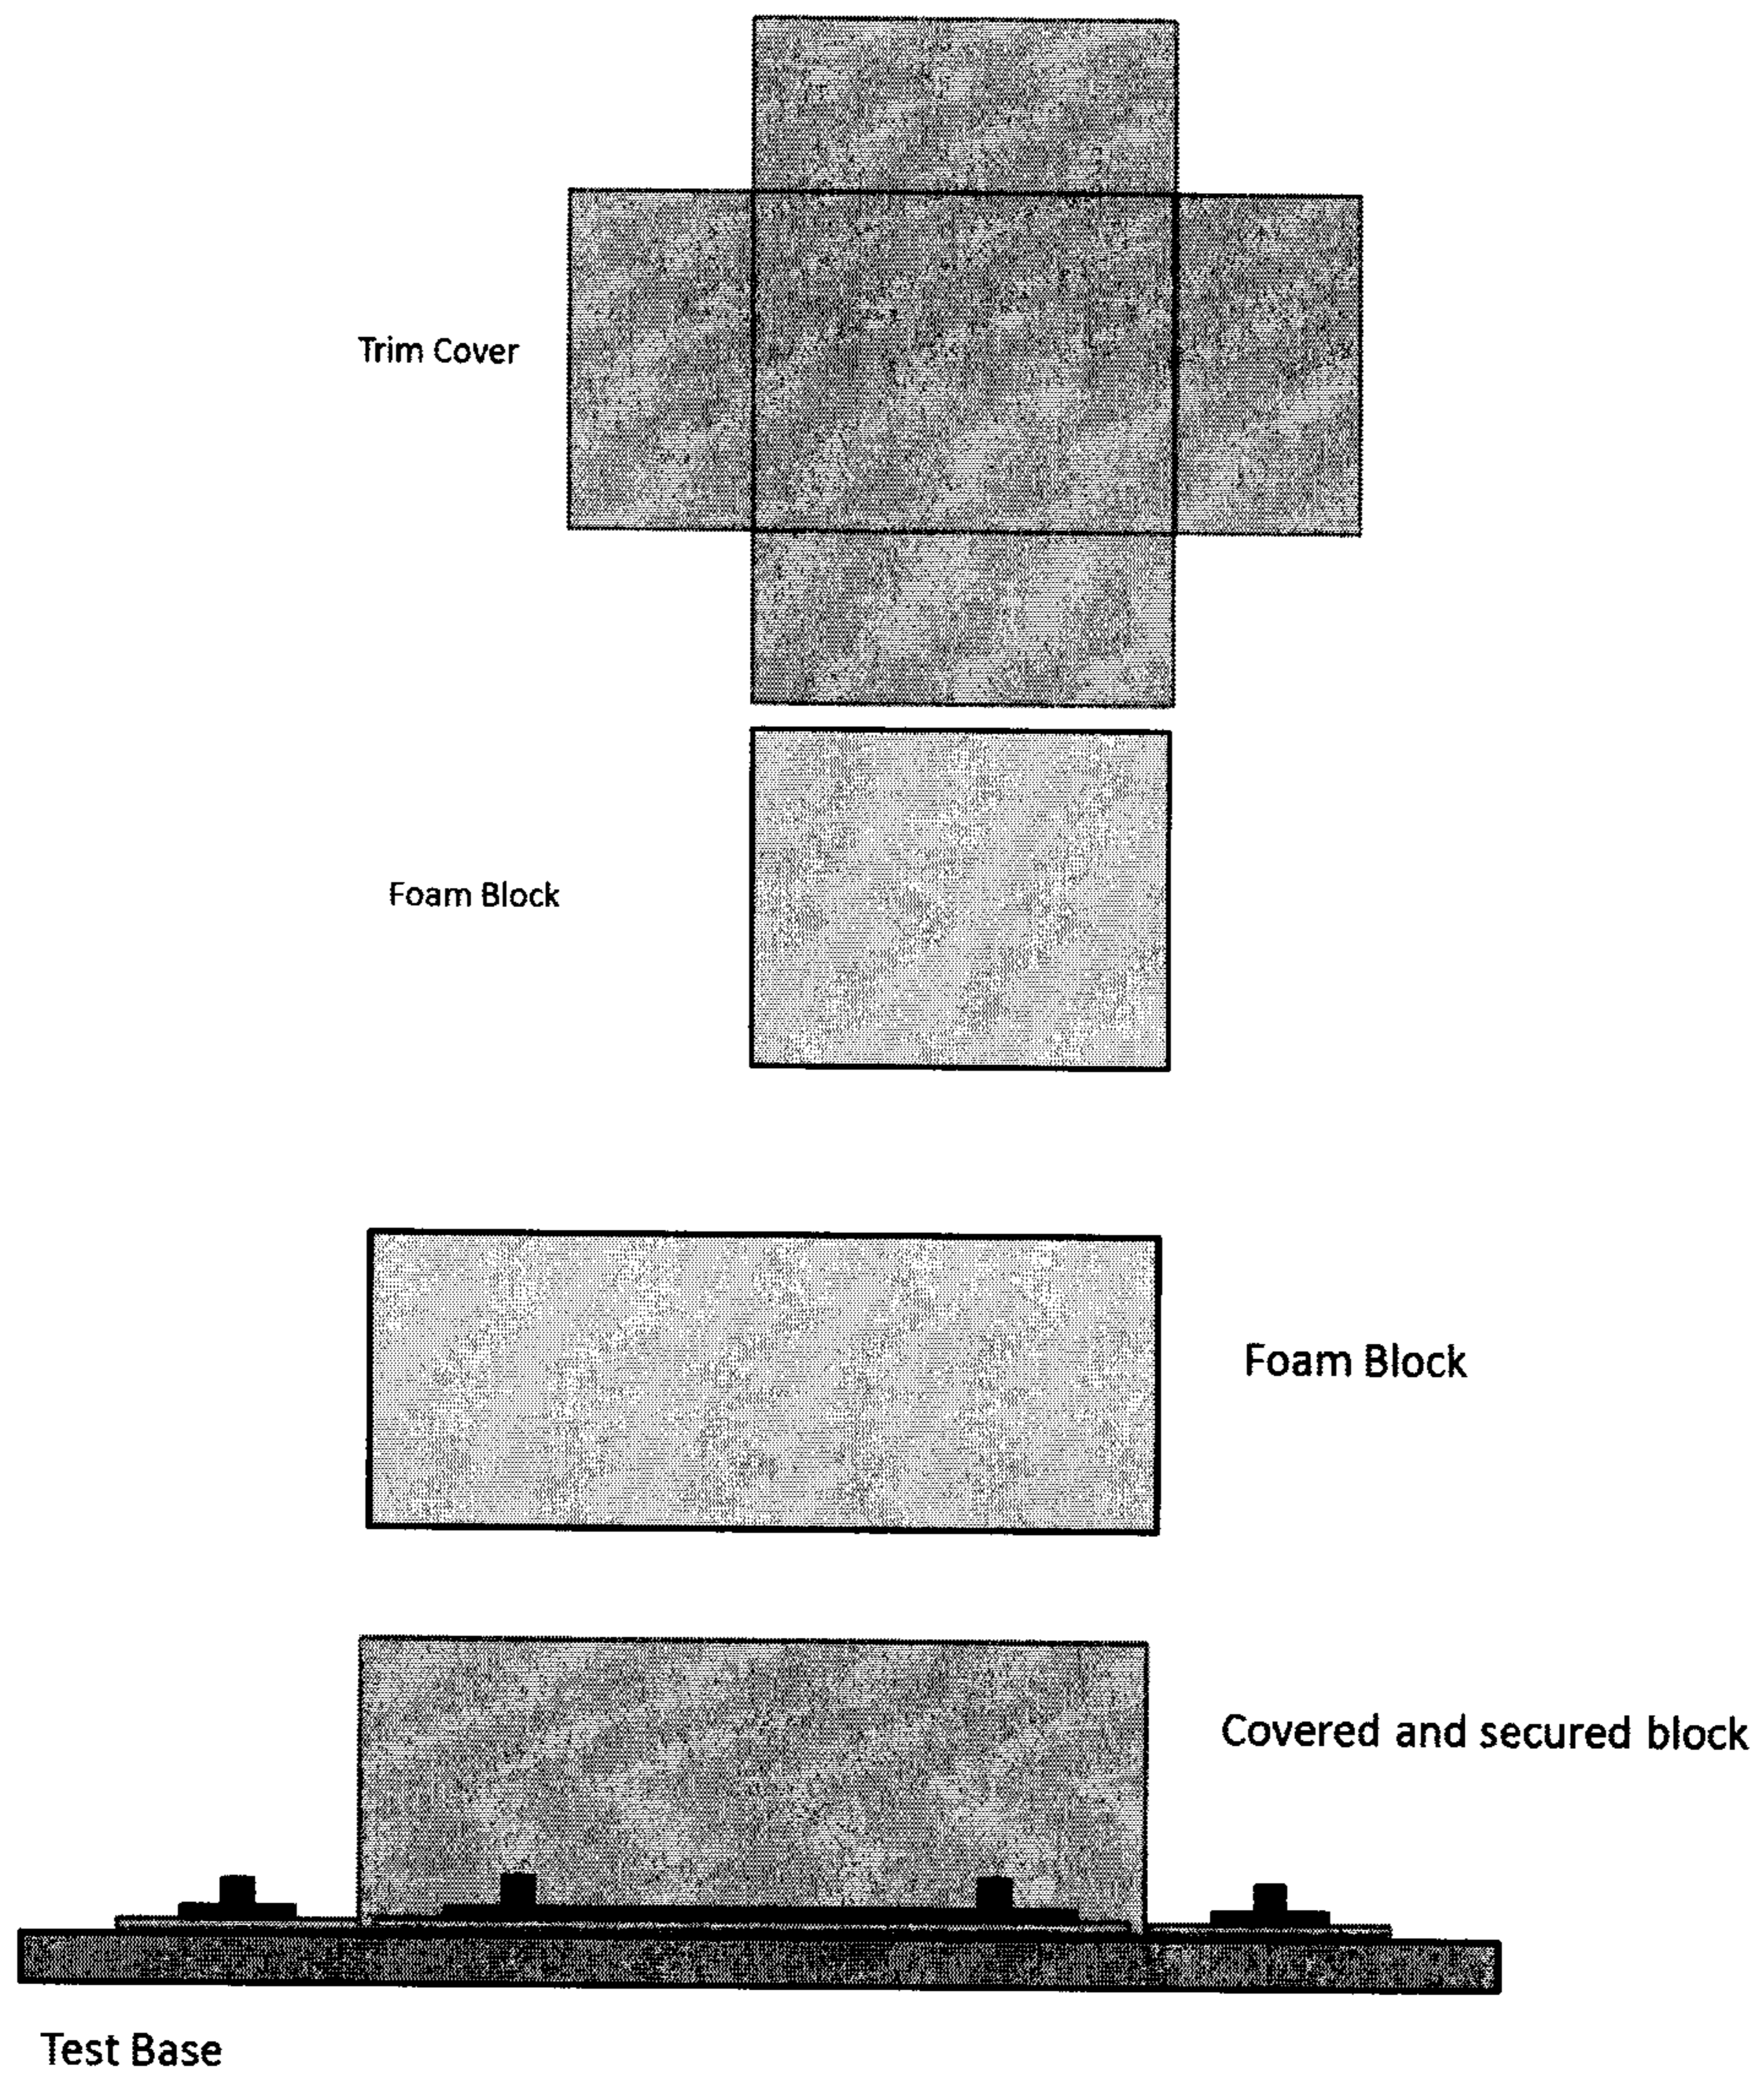 Trim Cover
Foam Block
Foam Block
Covered and secured block
Test Base